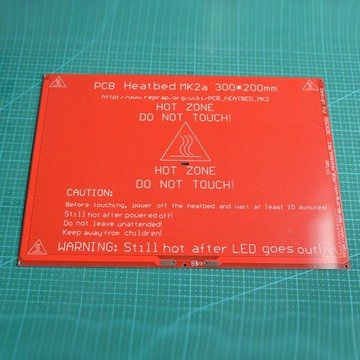 PCB Heatbed MK2a 300*200mm
http://www.reprap.org/wiki/PCB_HEATBED_MK2
HOT ZONE
DO NOT TOUCH!
HOT ZONE
DO NOT TOUCH!
CAUTION:
Before touching, power off the heatbed and wait at least 10 minutes!
Still hot after powered off!
Do not leave unattended!
Keep away from children!
WARNING: Still hot after LED goes out!